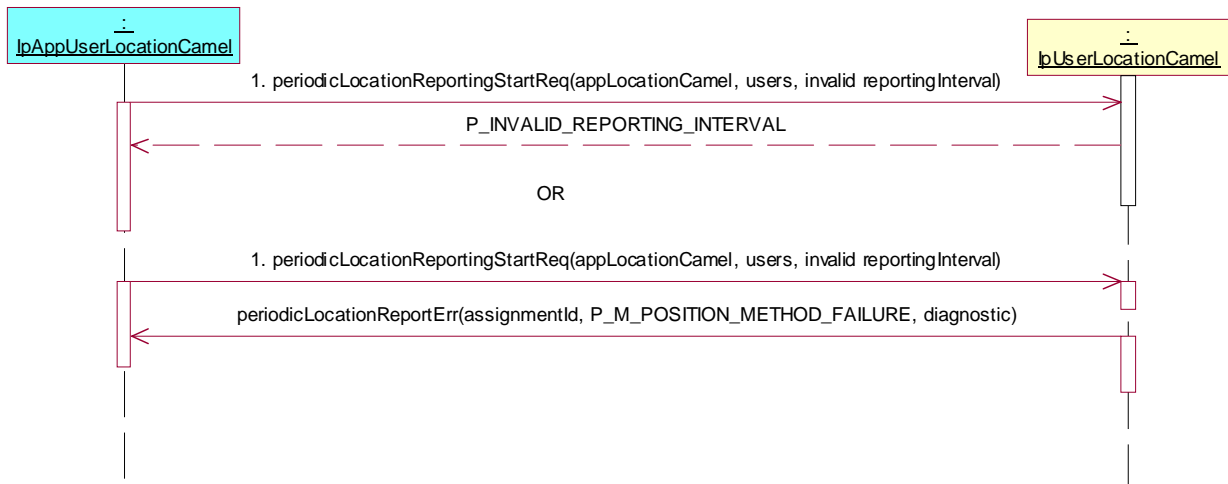 :
IpAppUserLocationCamel
:
IpUserLocationCamel
1. periodicLocationReportingStartReq(appLocationCamel, users, invalid reportingInterval)
P_INVALID_REPORTING_INTERVAL
OR
1. periodicLocationReportingStartReq(appLocationCamel, users, invalid reportingInterval)
periodicLocationReportErr(assignmentId, P_M_POSITION_METHOD_FAILURE, diagnostic)